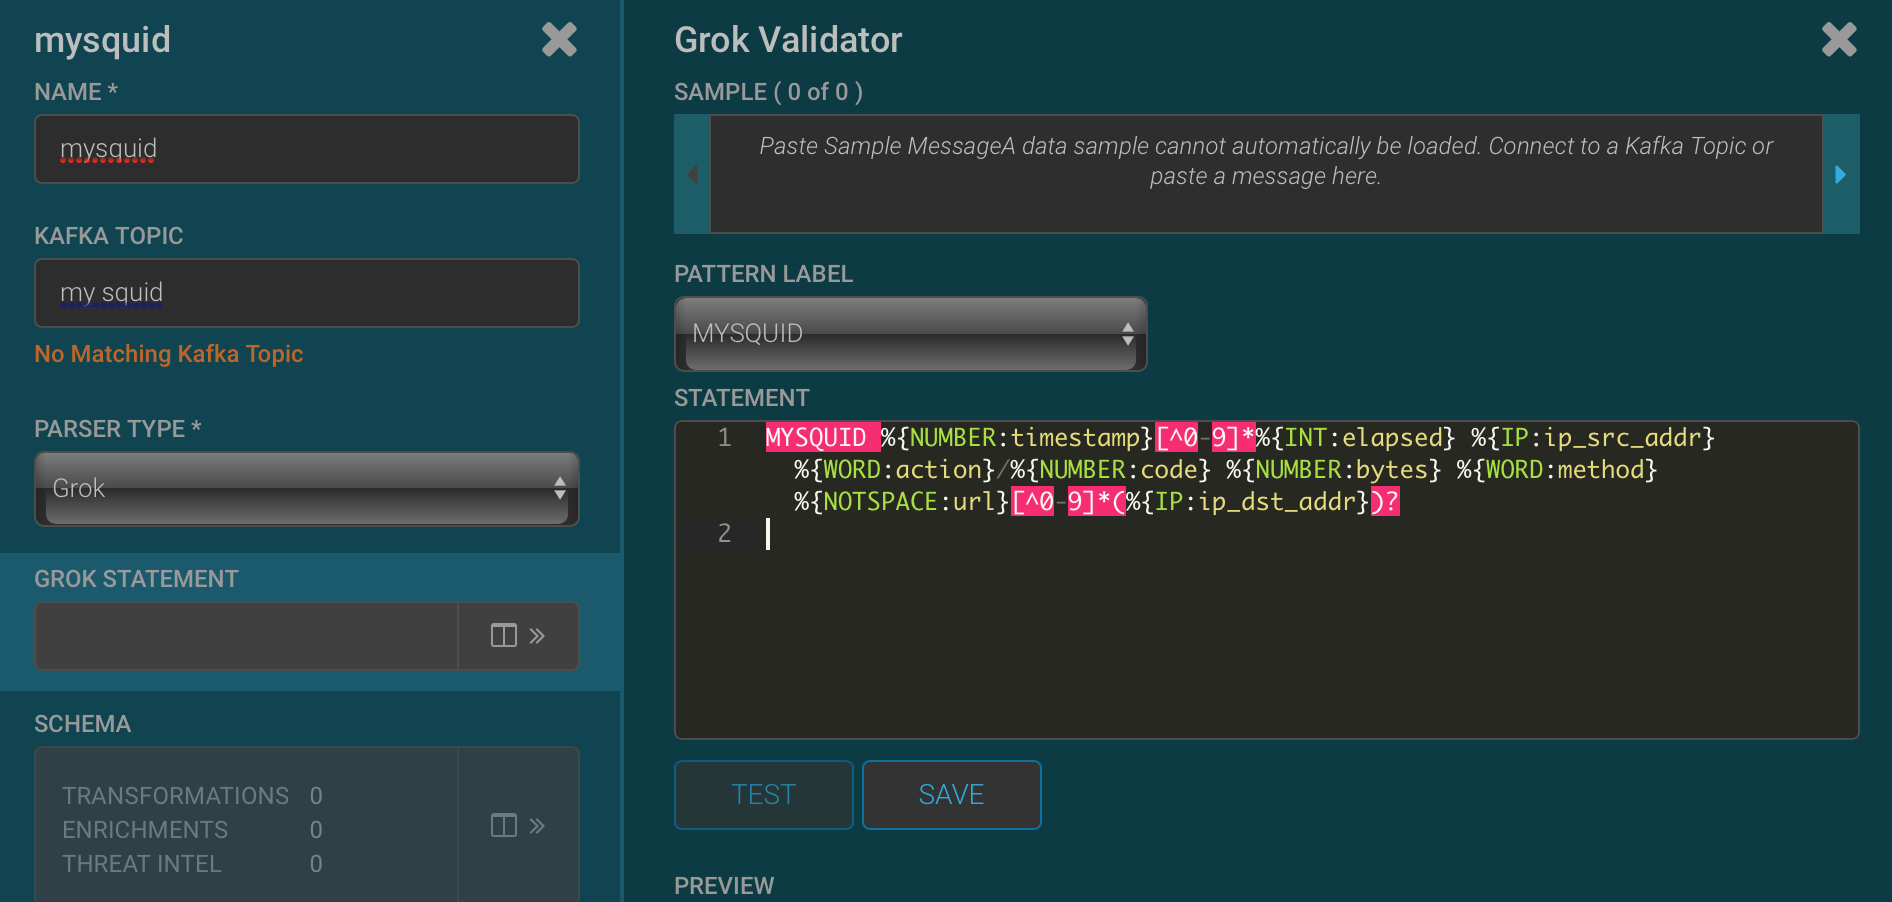 mysquid
NAME *
mysquid
KAFKA TOPIC
my squid
No Matching Kafka Topic
PARSER TYPE *
Grok
GROK STATEMENT
SCHEMA
TRANSFORMATIONS 0
ENRICHMENTS 0
THREAT INTEL 0
Grok Validator
SAMPLE ( 0 of 0 )
Paste Sample MessageA data sample cannot automatically be loaded. Connect to a Kafka Topic or
paste a message here.
PATTERN LABEL
MYSQUID
STATEMENT
1 MYSQUID %{NUMBER:timestamp}[^0-9]*%{INT:elapsed} %{IP:ip_src_addr}
%{WORD:action}/%{NUMBER:code} %{NUMBER:bytes} %{WORD:method}
%{NOTSPACE:url}[^0-9]*(%{IP:ip_dst_addr})?
2
TEST SAVE
PREVIEW